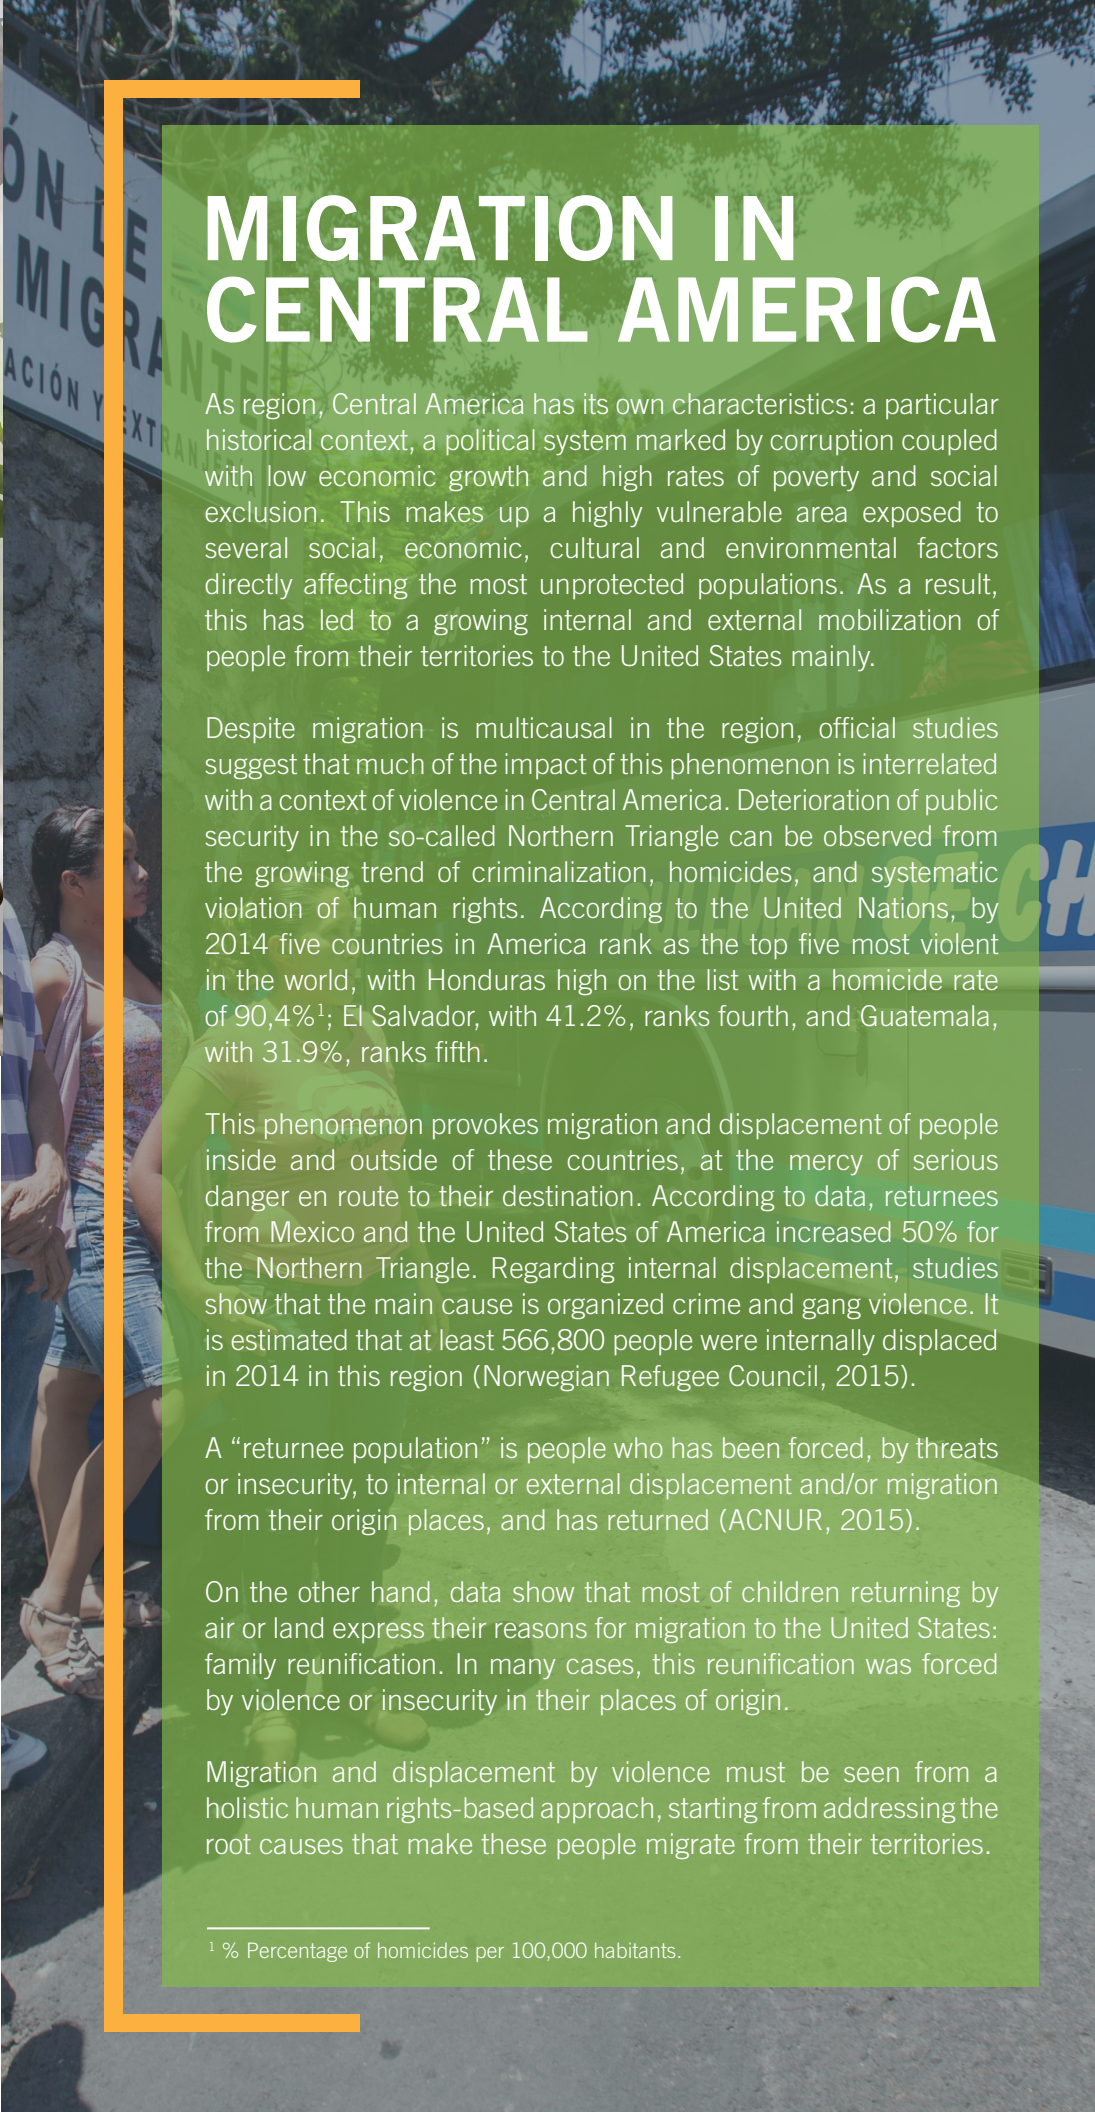 ÓN DE
MIGRANTE
ACIÓN Y EXTRAN
MIGRATION IN
CENTRAL AMERICA
As region, Central America has its own characteristics: a particular
historical context, a political system marked by corruption coupled
with low economic growth and high rates of poverty and social
exclusion. This makes up a highly vulnerable area exposed to
several social, economic, cultural and environmental factors
directly affecting the most unprotected populations. As a result,
this has led to a growing internal and external mobilization of
people from their territories to the United States mainly.
Despite migration is multicausal in the region, official studies
suggest that much of the impact of this phenomenon is interrelated
with a context of violence in Central America. Deterioration of public
security in the so-called Northern Triangle can be observed from
the growing trend of criminalization, homicides, and systematic
violation of human rights. According to the United Nations, by
2014 five countries in America rank as the top five most violent
in the world, with Honduras high on the list with a homicide rate
of 90,4%¹; El Salvador, with 41.2%, ranks fourth, and Guatemala,
with 31.9%, ranks fifth.
PULLMAN DE CH
This phenomenon provokes migration and displacement of people
inside and outside of these countries, at the mercy of serious
danger en route to their destination. According to data, returnees
from Mexico and the United States of America increased 50% for
the Northern Triangle. Regarding internal displacement, studies
show that the main cause is organized crime and gang violence. It
is estimated that at least 566,800 people were internally displaced
in 2014 in this region (Norwegian Refugee Council, 2015).
A “returnee population” is people who has been forced, by threats
or insecurity, to internal or external displacement and/or migration
from their origin places, and has returned (ACNUR, 2015).
On the other hand, data show that most of children returning by
air or land express their reasons for migration to the United States:
family reunification. In many cases, this reunification was forced
by violence or insecurity in their places of origin.
Migration and displacement by violence must be seen from a
holistic human rights-based approach, starting from addressing the
root causes that make these people migrate from their territories.
¹ % Percentage of homicides per 100,000 habitants.